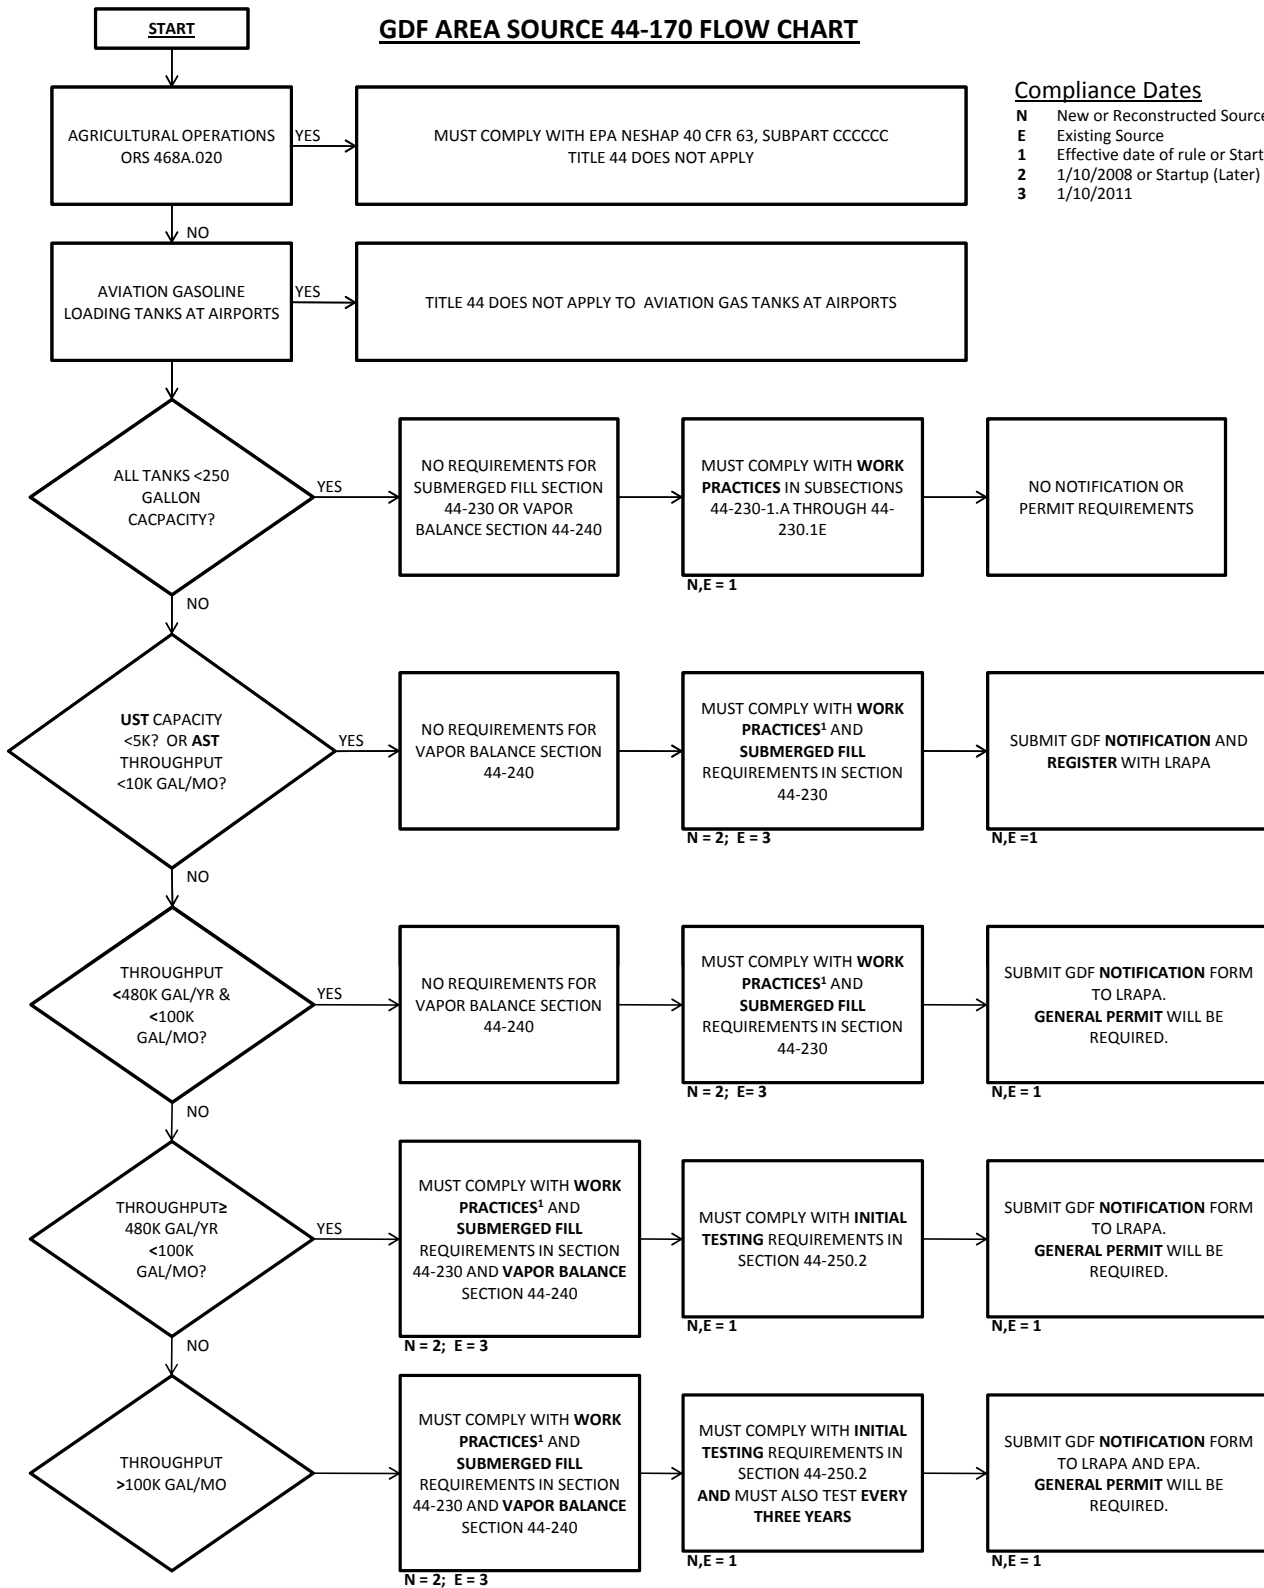 START
GDF AREA SOURCE 44-170 FLOW CHART
Compliance Dates
N New or Reconstructed Source
E Existing Source
1 Effective date of rule or Start
2 1/10/2008 or Startup (Later)
3 1/10/2011
AGRICULTURAL OPERATIONS
ORS 468A.020
YES
MUST COMPLY WITH EPA NESHAP 40 CFR 63, SUBPART CCCCCC
TITLE 44 DOES NOT APPLY
NO
AVIATION GASOLINE
LOADING TANKS AT AIRPORTS
YES
TITLE 44 DOES NOT APPLY TO AVIATION GAS TANKS AT AIRPORTS
ALL TANKS <250
GALLON
CACPACITY?
YES
NO REQUIREMENTS FOR
SUBMERGED FILL SECTION
44-230 OR VAPOR
BALANCE SECTION 44-240
MUST COMPLY WITH WORK
PRACTICES IN SUBSECTIONS
44-230-1.A THROUGH 44-
230.1E
N,E = 1
NO NOTIFICATION OR
PERMIT REQUIREMENTS
NO
UST CAPACITY
<5K? OR AST
THROUGHPUT
<10K GAL/MO?
YES
NO REQUIREMENTS FOR
VAPOR BALANCE SECTION
44-240
MUST COMPLY WITH WORK
PRACTICES¹ AND
SUBMERGED FILL
REQUIREMENTS IN SECTION
44-230
N = 2; E = 3
SUBMIT GDF NOTIFICATION AND
REGISTER WITH LRAPA
N,E =1
NO
THROUGHPUT
<480K GAL/YR &
<100K
GAL/MO?
YES
NO REQUIREMENTS FOR
VAPOR BALANCE SECTION
44-240
MUST COMPLY WITH WORK
PRACTICES¹ AND
SUBMERGED FILL
REQUIREMENTS IN SECTION
44-230
N = 2; E= 3
SUBMIT GDF NOTIFICATION FORM
TO LRAPA.
GENERAL PERMIT WILL BE
REQUIRED.
N,E = 1
NO
THROUGHPUT≥
480K GAL/YR
<100K
GAL/MO?
YES
MUST COMPLY WITH WORK
PRACTICES¹ AND
SUBMERGED FILL
REQUIREMENTS IN SECTION
44-230 AND VAPOR BALANCE
SECTION 44-240
N = 2; E = 3
MUST COMPLY WITH INITIAL
TESTING REQUIREMENTS IN
SECTION 44-250.2
N,E = 1
SUBMIT GDF NOTIFICATION FORM
TO LRAPA.
GENERAL PERMIT WILL BE
REQUIRED.
N,E = 1
NO
THROUGHPUT
>100K GAL/MO
MUST COMPLY WITH WORK
PRACTICES¹ AND
SUBMERGED FILL
REQUIREMENTS IN SECTION
44-230 AND VAPOR BALANCE
SECTION 44-240
N = 2; E = 3
MUST COMPLY WITH INITIAL
TESTING REQUIREMENTS IN
SECTION 44-250.2
AND MUST ALSO TEST EVERY
THREE YEARS
N,E = 1
SUBMIT GDF NOTIFICATION FORM
TO LRAPA AND EPA.
GENERAL PERMIT WILL BE
REQUIRED.
N,E = 1